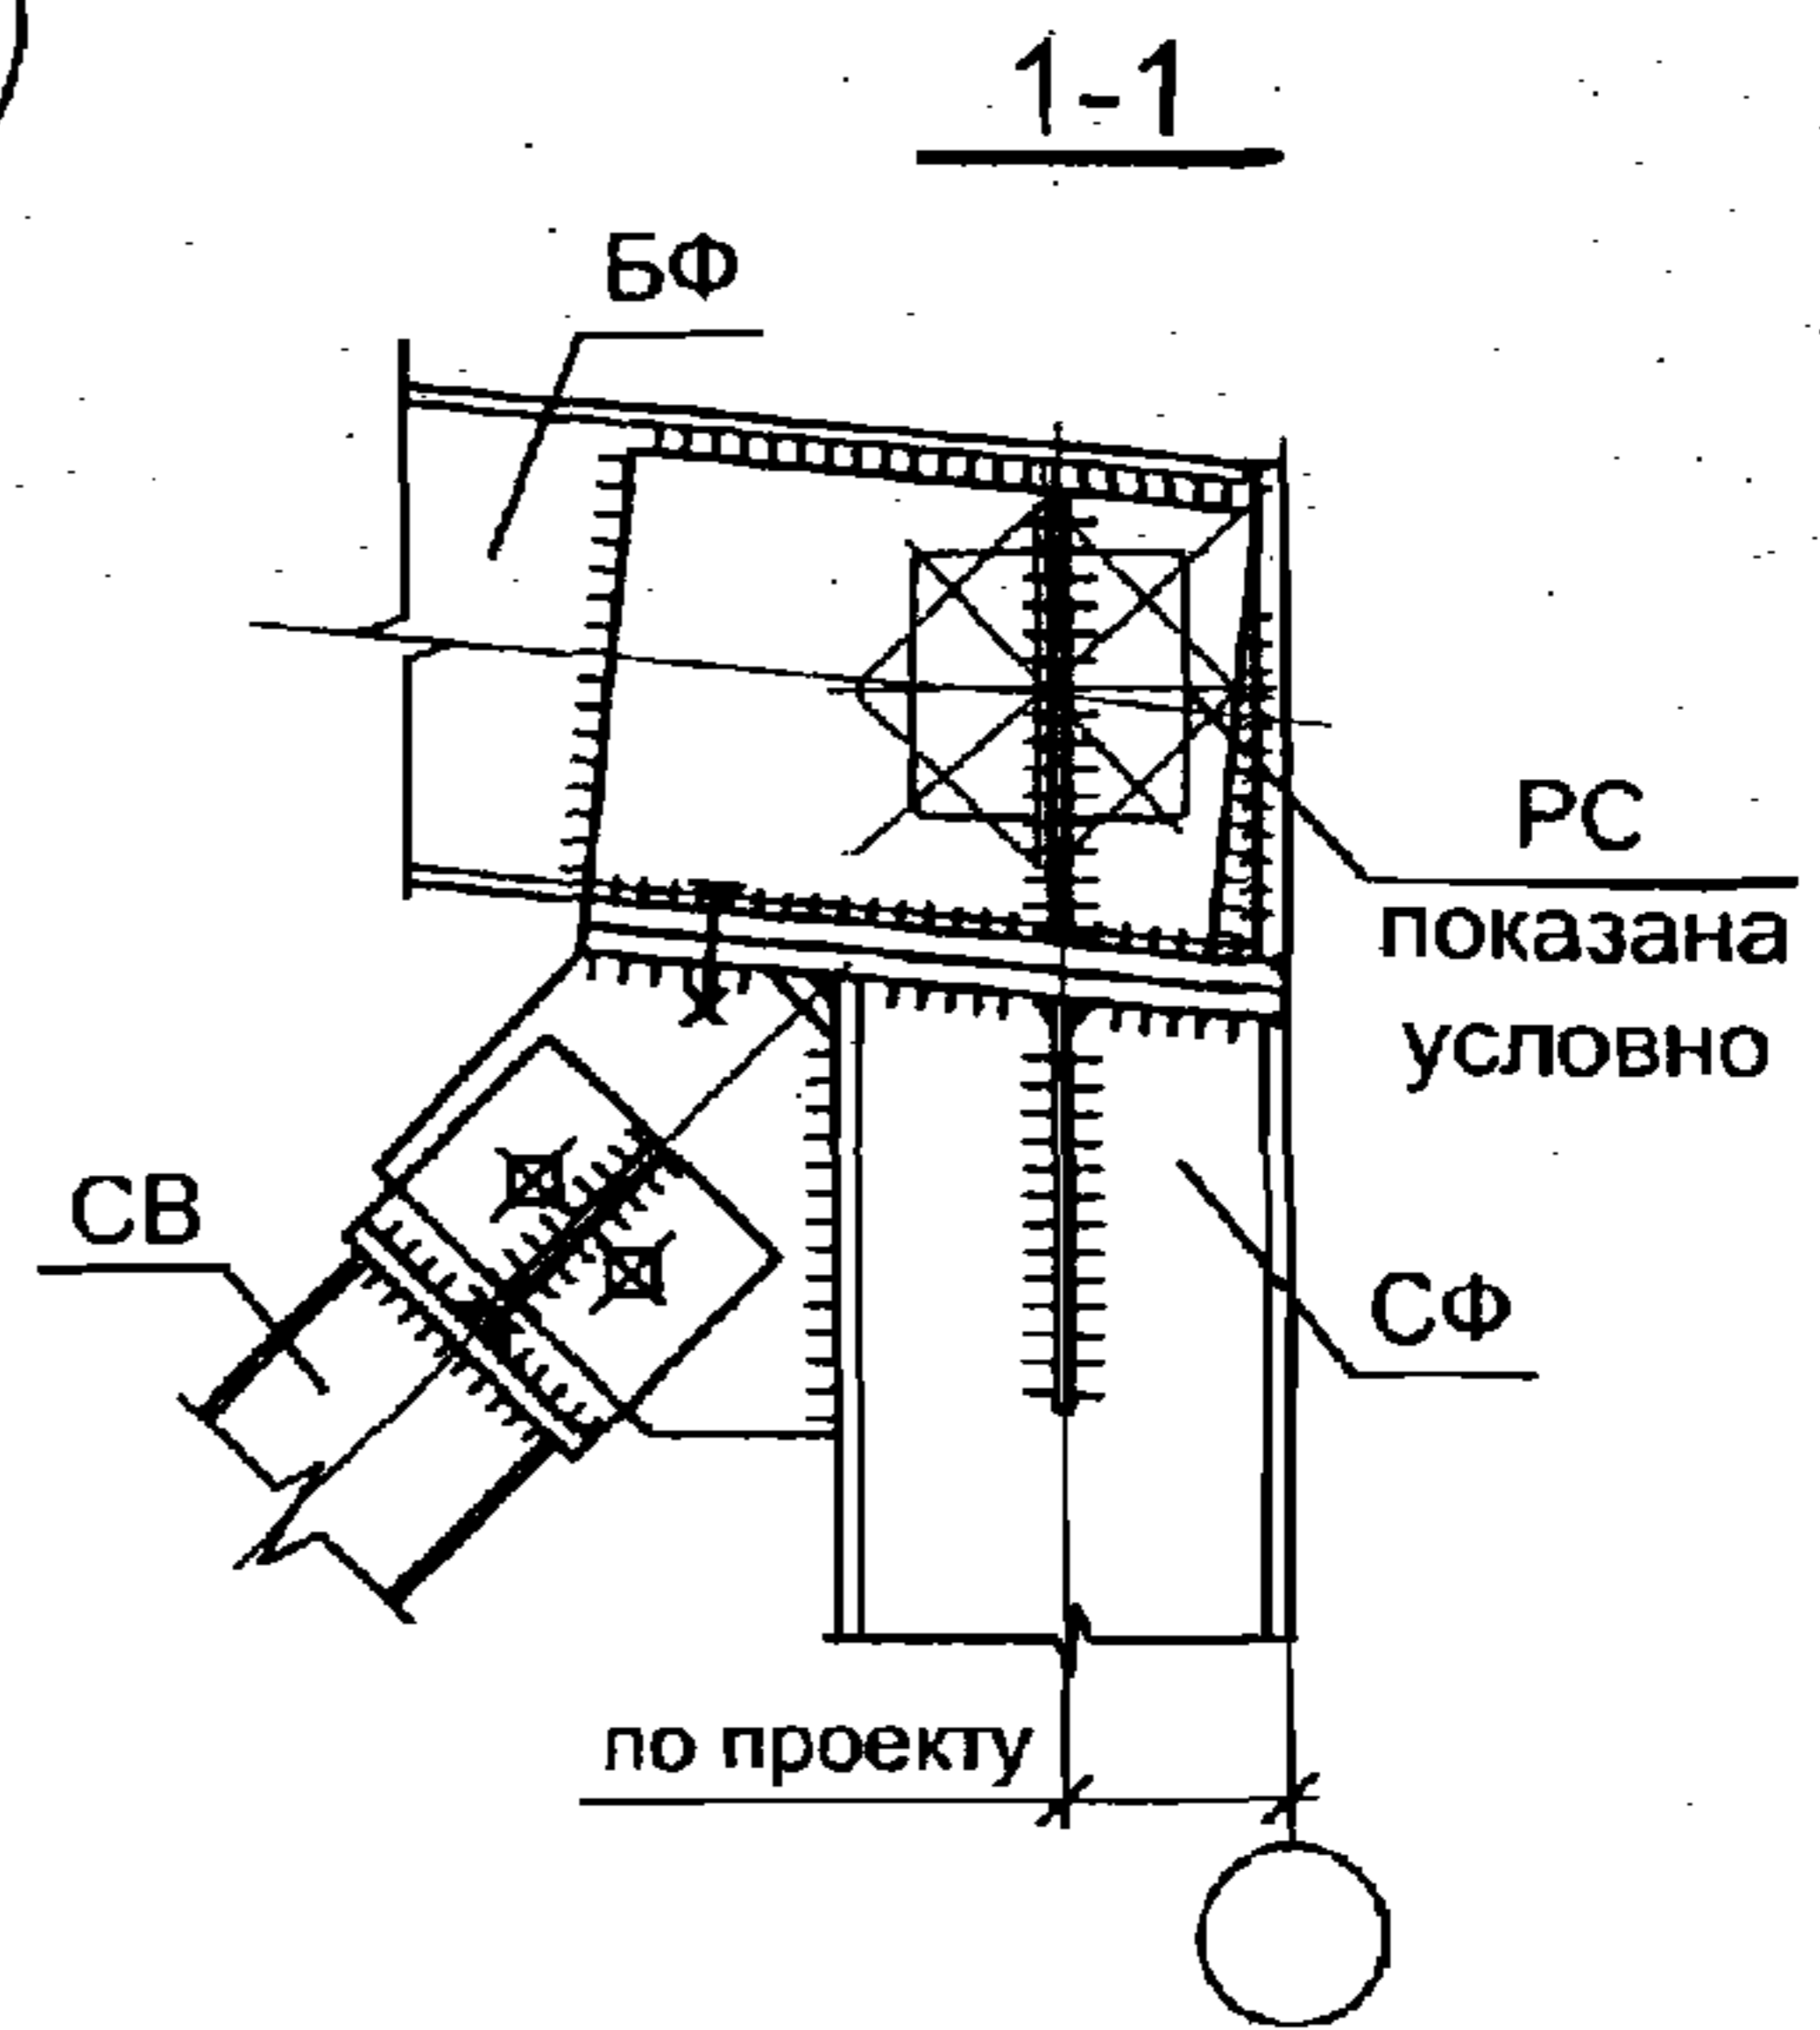 1-1
БФ
РС
показана
условно
СВ
СФ
по проекту